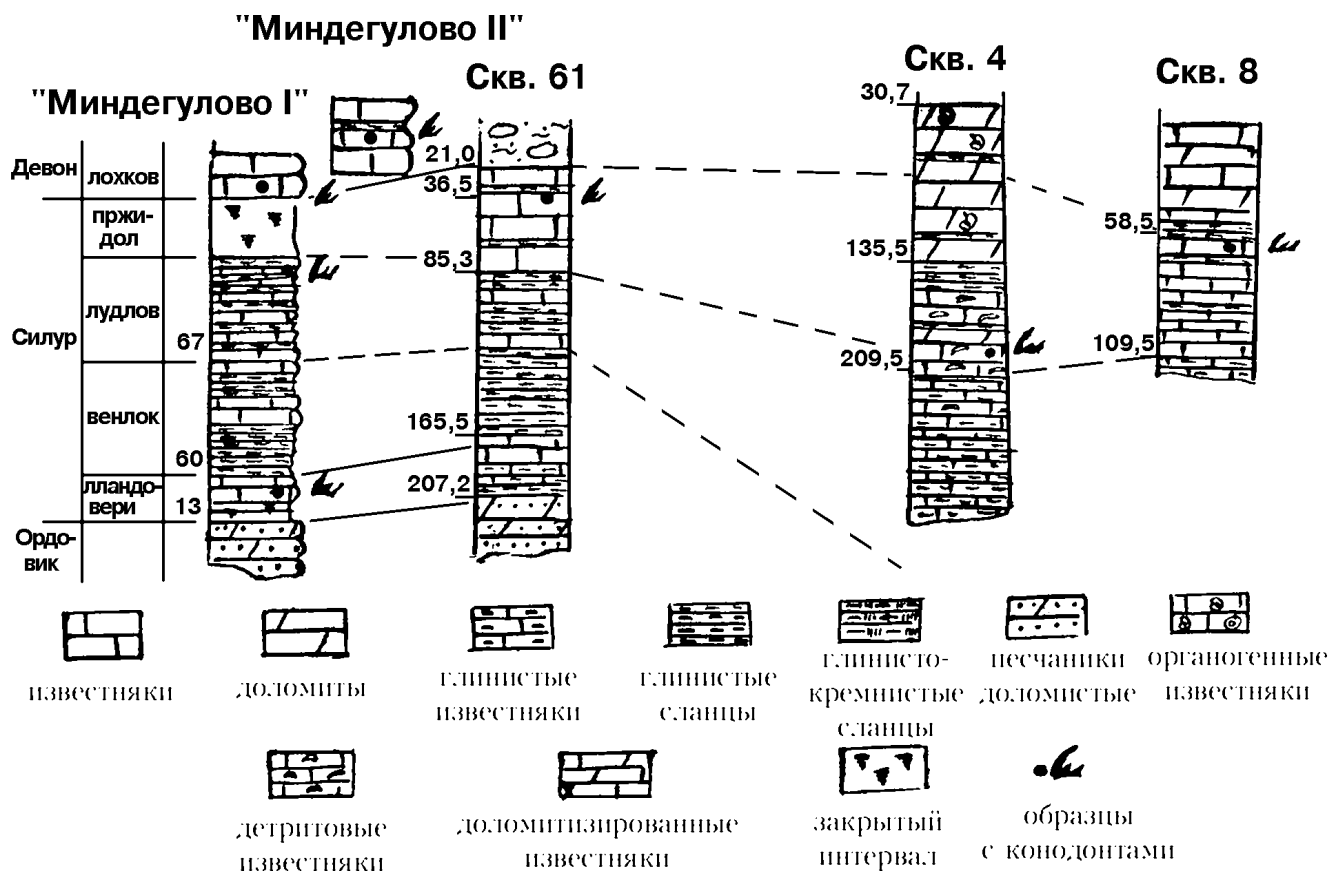 "Миндегулово II"
Скв. 61
Скв. 4
Скв. 8
"Миндегулово I"
30,7
Девон
лохков
21,0
36,5
пржи-
дол
58,5
135,5
85,3
лудлов
Силур
67
209,5
109,5
венлок
165,5
60
лландо-
вери
13
207,2
Ордо-
вик
известняки
доломиты
глинистые
известняки
глинистые
сланцы
глинисто-
кремнистые
сланцы
песчаники
доломистые
органогенные
известняки
детритовые
известняки
доломитизированные
известняки
закрытый
интервал
образцы
с конодонтами